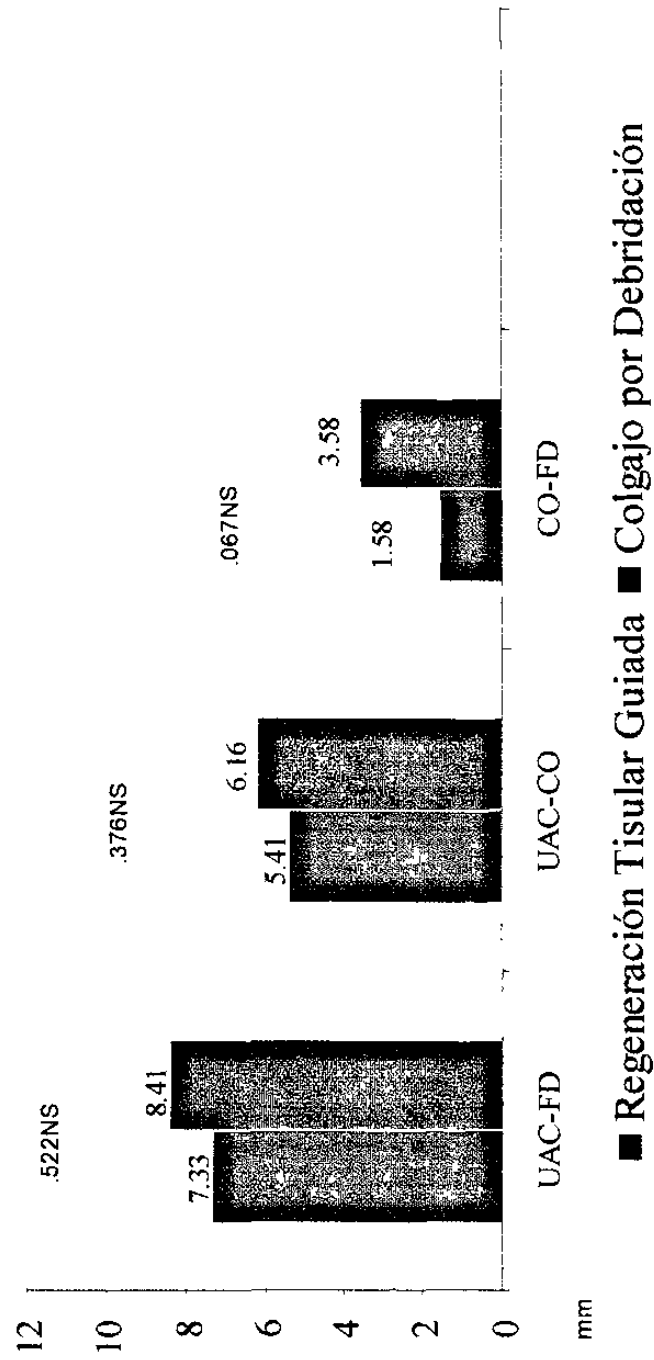 12
10
8
6
4
2
0
mm
.522NS
.376NS
.067NS
7.33
8.41
5.41
6.16
1.58
3.58
UAC-FD
UAC-CO
CO-FD
Regeneración Tisular Guiada Colgajo por Debridación